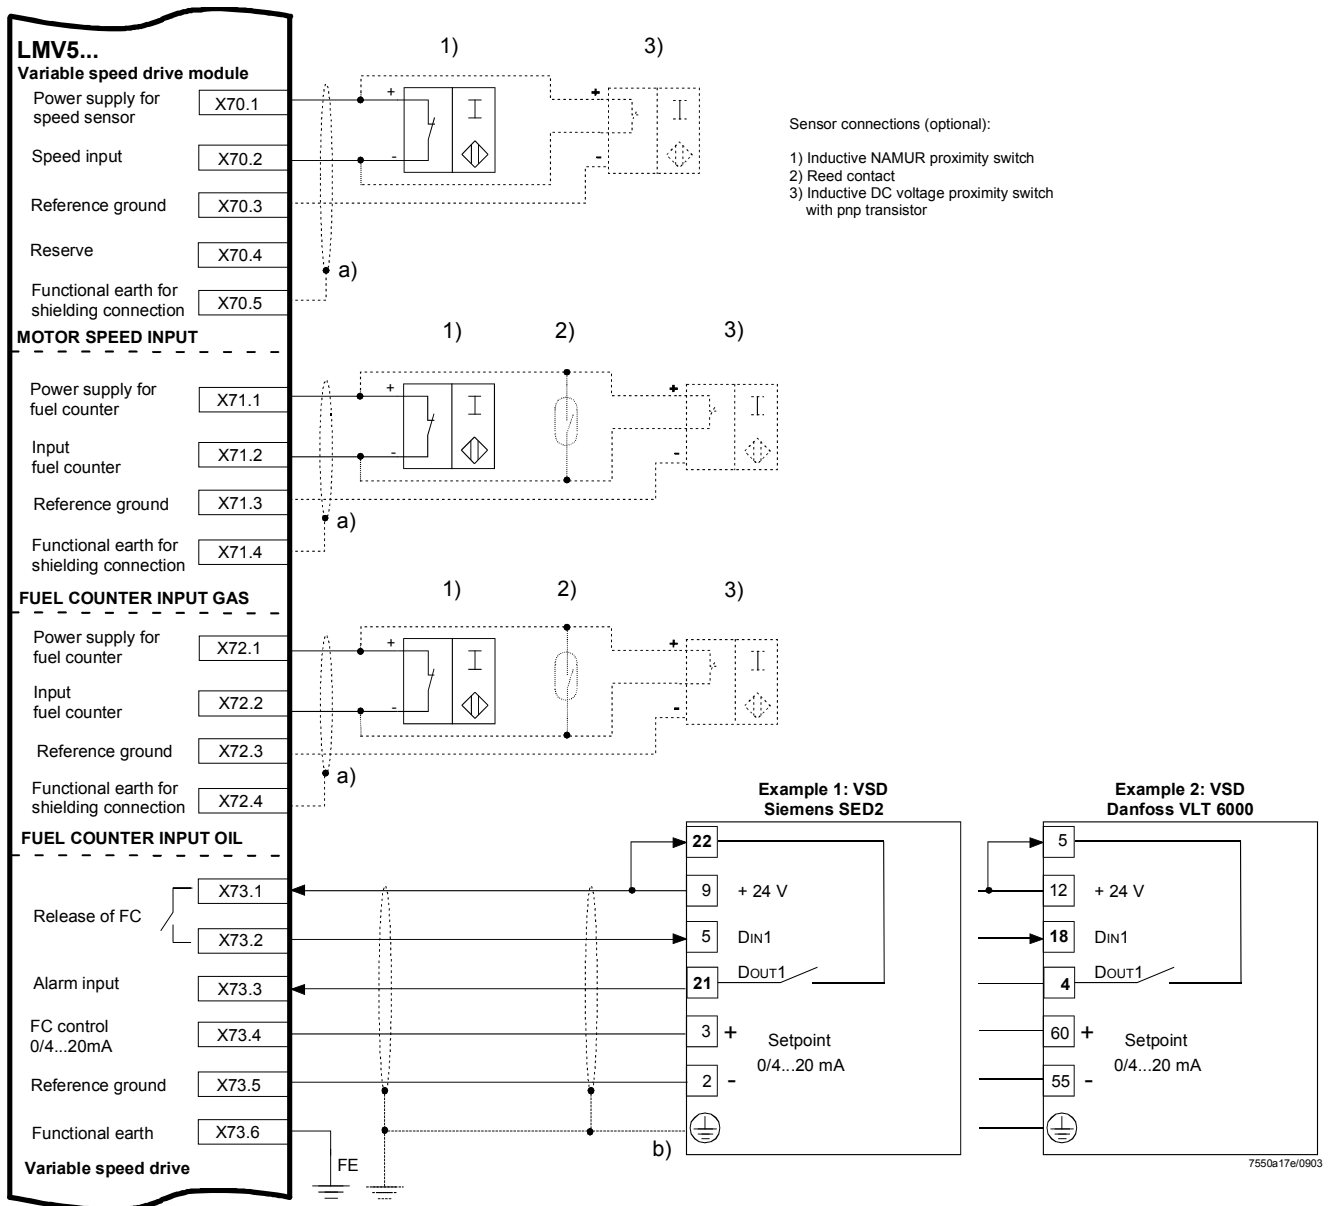 LMV5...
Variable speed drive module
1)
3)
Power supply for
speed sensor
X70.1
+
+
Speed input
X70.2
-
-
Reference ground
X70.3
Reserve
X70.4
a)
Functional earth for
shielding connection
X70.5
MOTOR SPEED INPUT
Sensor connections (optional):
1) Inductive NAMUR proximity switch
2) Reed contact
3) Inductive DC voltage proximity switch
with pnp transistor
1)
2)
3)
Power supply for
fuel counter
X71.1
+
+
Input
fuel counter
X71.2
-
-
Reference ground
X71.3
a)
Functional earth for
shielding connection
X71.4
FUEL COUNTER INPUT GAS
1)
2)
3)
Power supply for
fuel counter
X72.1
+
+
Input
fuel counter
X72.2
-
-
Reference ground
X72.3
a)
Functional earth for
shielding connection
X72.4
FUEL COUNTER INPUT OIL
Release of FC
X73.1
X73.2
Alarm input
X73.3
FC control
0/4...20mA
X73.4
Reference ground
X73.5
Functional earth
X73.6
FE
b)
Variable speed drive
Example 1: VSD
Siemens SED2
22
9 + 24 V
5 DIN1
21 DOUT1
3 +
Setpoint
0/4...20 mA
2 -
Example 2: VSD
Danfoss VLT 6000
5
12 + 24 V
18 DIN1
4 DOUT1
60 +
Setpoint
0/4...20 mA
55 -
7550a17e/0903